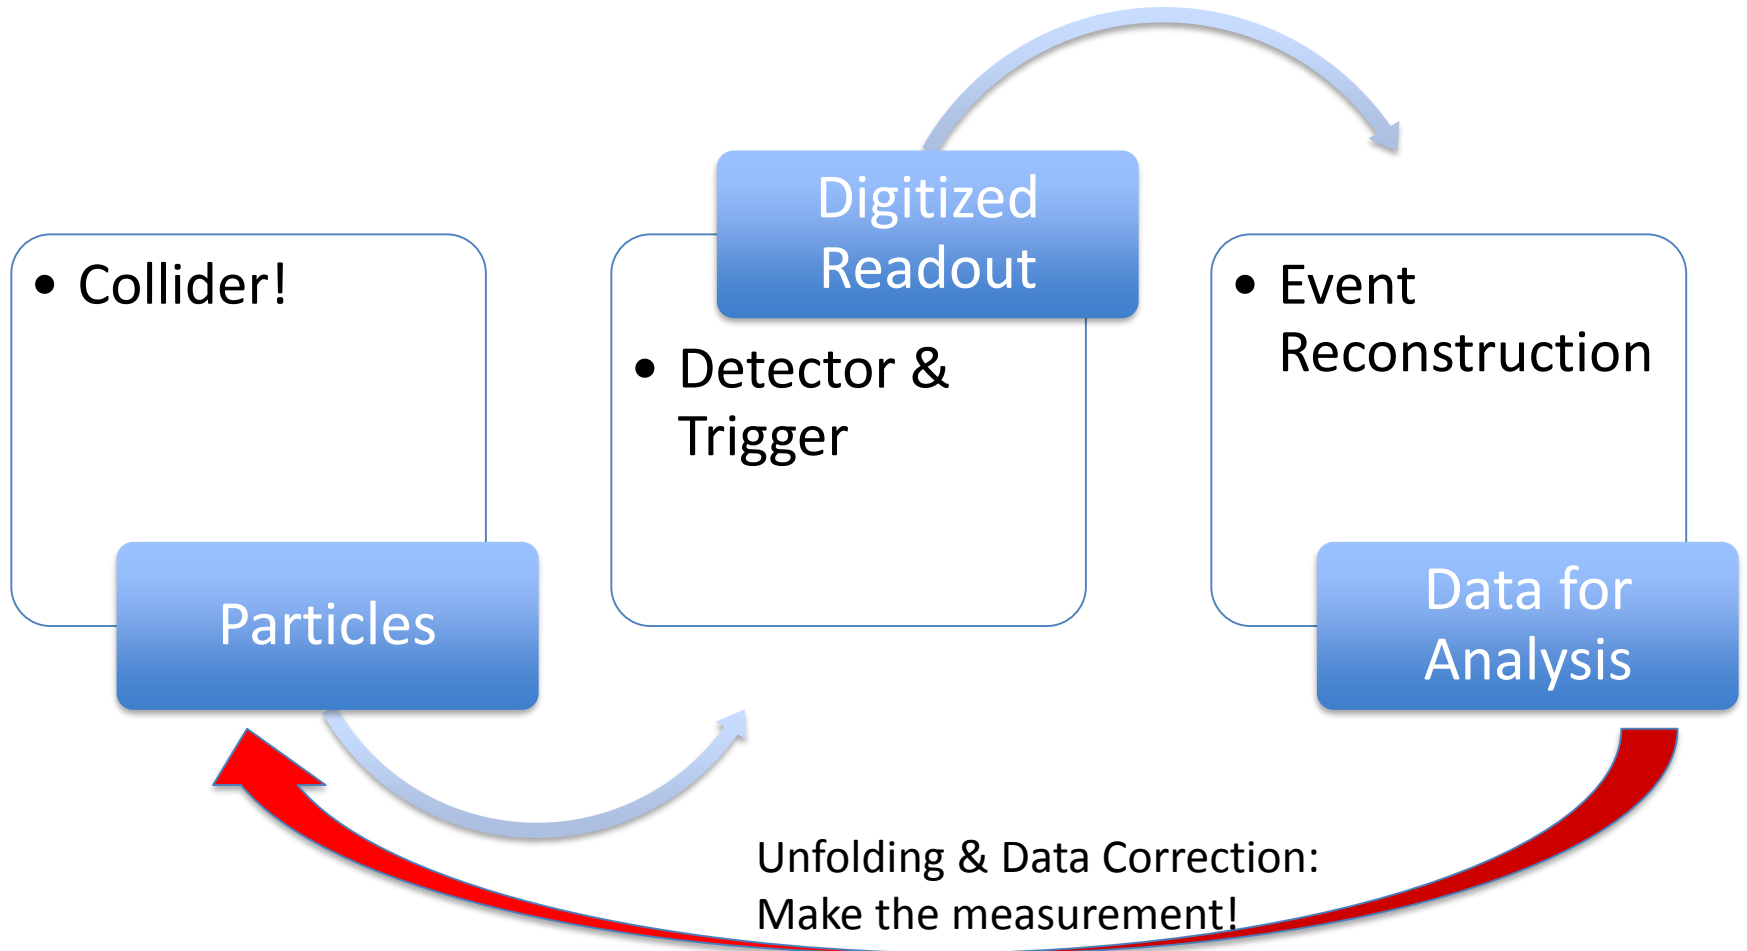 • Collider!
Particles
Digitized
Readout
• Detector &
Trigger
• Event
Reconstruction
Data for
Analysis
Unfolding & Data Correction:
Make the measurement!